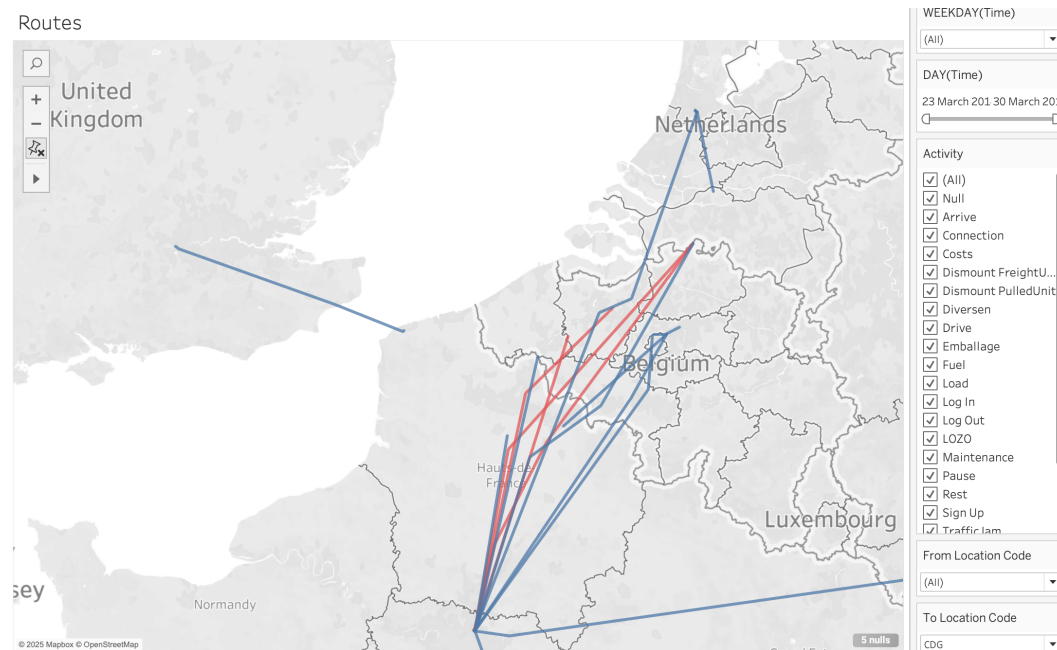 Routes
United
Kingdom
Netherlands
Belgium
Hauts-de-
France
Luxembourg
Normandy
sey
© 2025 Mapbox © OpenStreetMap
5 nulls
WEEKDAY(Time)
(All)
DAY(Time)
23 March 201 30 March 201
Activity
(All)
Null
Arrive
Connection
Costs
Dismount FreightU...
Dismount PulledUnit
Diversen
Drive
Emballage
Fuel
Load
Log In
Log Out
LOZO
Maintenance
Pause
Rest
Sign Up
Traffic Jam
From Location Code
(All)
To Location Code
CDG